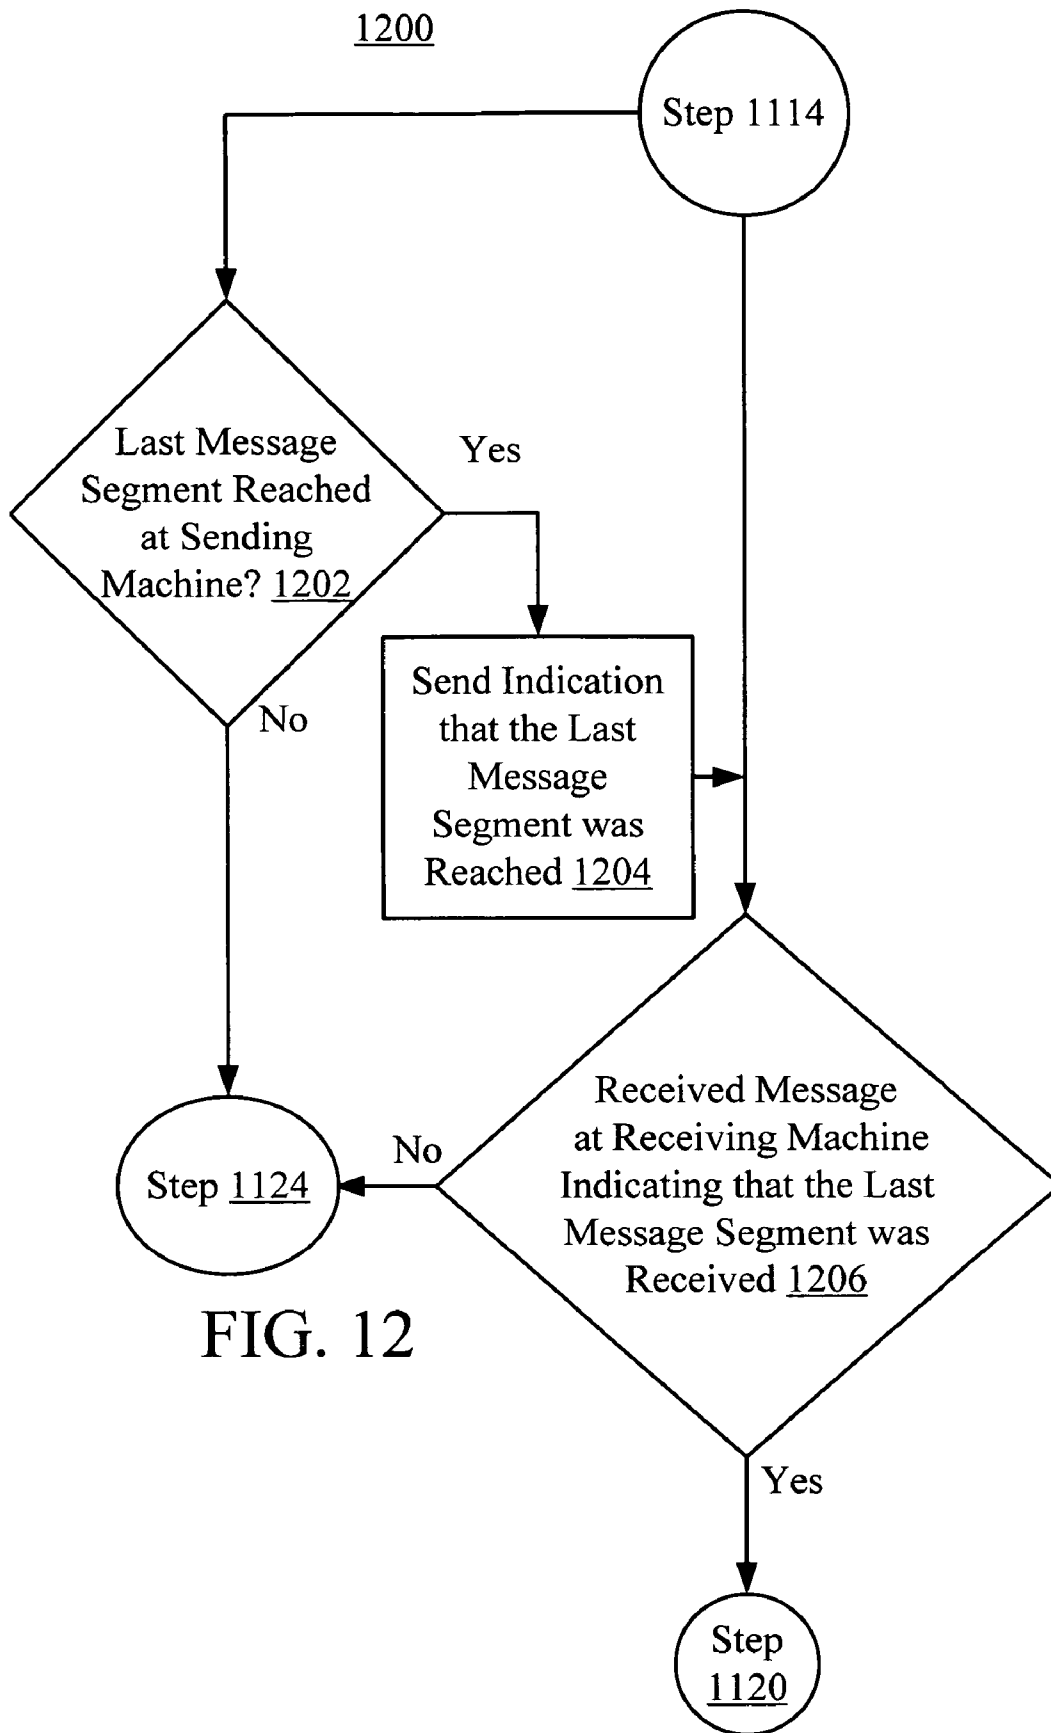 1200
Step 1114
Last Message
Segment Reached
at Sending
Machine? 1202
Yes
Send Indication
that the Last
Message
Segment was
Reached 1204
No
Received Message
at Receiving Machine
Indicating that the Last
Message Segment was
Received 1206
No
Step 1124
FIG. 12
Yes
Step
1120